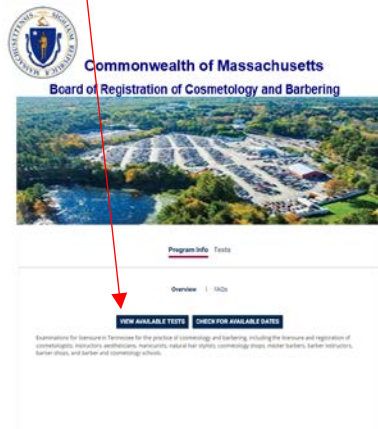 Commonwealth of Massachusetts
Board of Registration of Cosmetology and Barbering
Program Info Tests
Overview | FAQs
VIEW AVAILABLE TESTS CHECK FOR AVAILABLE DATES
Examinations for licensure in Tennessee for the practice of cosmetology and barbering, including the licensure and registration of
cosmetologists, instructors, aestheticians, manicurists, natural hair stylists, cosmetology shops, master barbers, barber instructors,
barber shops, and barber and cosmetology schools.